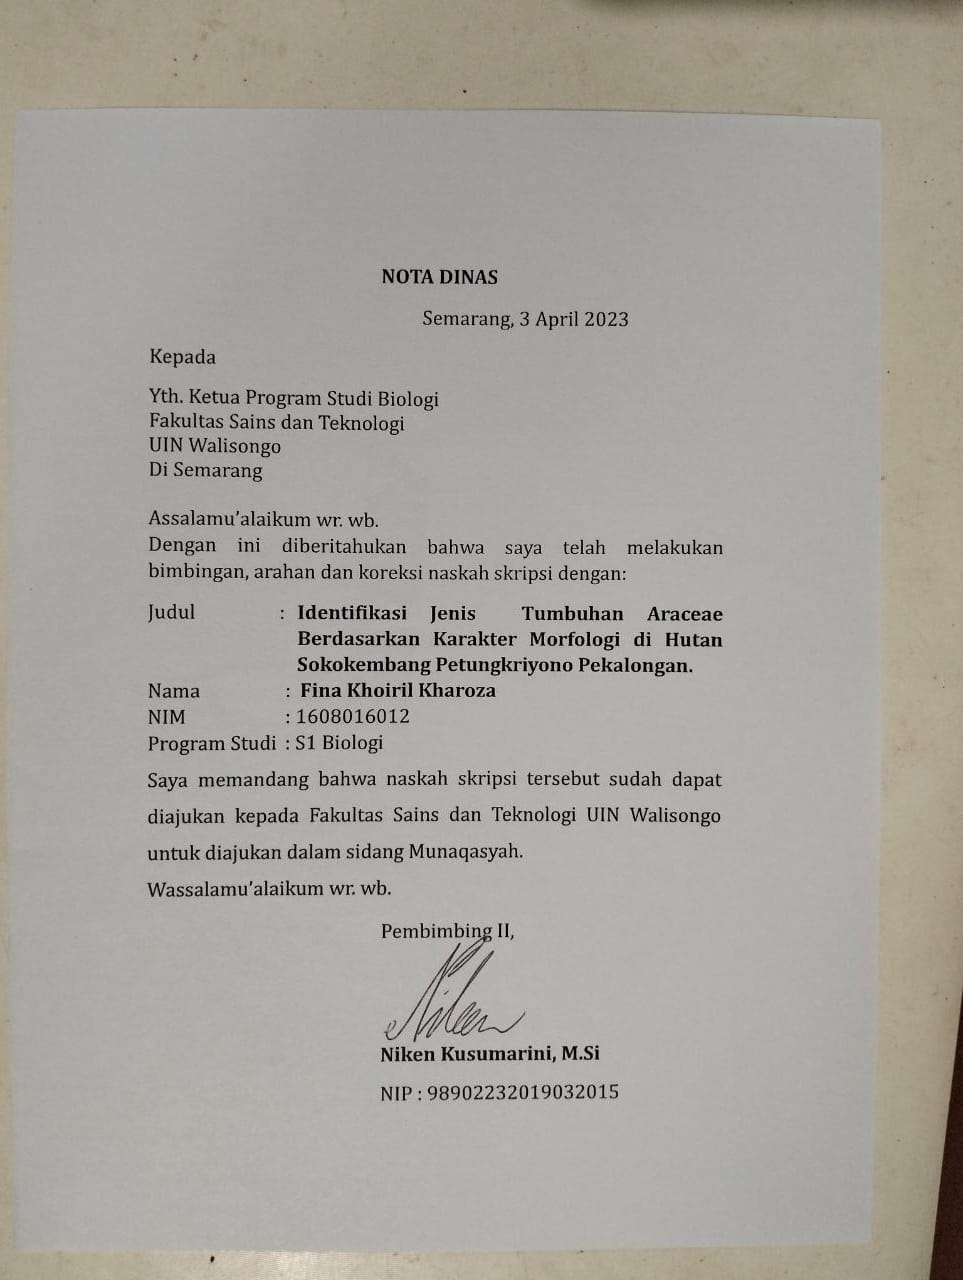 NOTA DINAS
Semarang, 3 April 2023
Kepada
Yth. Ketua Program Studi Biologi
Fakultas Sains dan Teknologi
UIN Walisongo
Di Semarang
Assalamu’alaikum wr. wb.
Dengan ini diberitahukan bahwa saya telah melakukan
bimbingan, arahan dan koreksi naskah skripsi dengan:
Judul : Identifikasi Jenis Tumbuhan Araceae
Berdasarkan Karakter Morfologi di Hutan
Sokokembang Petungkriyono Pekalongan.
Nama : Fina Khoiril Kharoza
NIM : 1608016012
Program Studi : S1 Biologi
Saya memandang bahwa naskah skripsi tersebut sudah dapat
diajukan kepada Fakultas Sains dan Teknologi UIN Walisongo
untuk diajukan dalam sidang Munaqasyah.
Wassalamu’alaikum wr. wb.
Pembimbing II,
Niken Kusumarini, M.Si
NIP : 98902232019032015